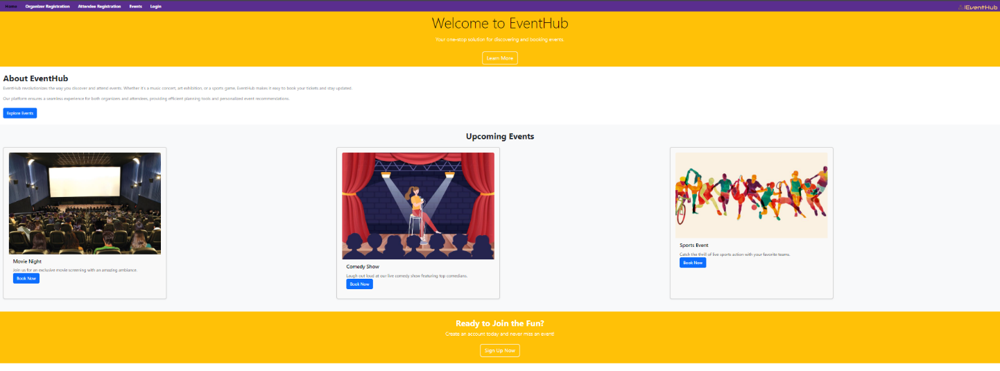 Home Organizer Registration Attendee Registration Events Login EventHub
Welcome to EventHub
Your one-stop solution for discovering and booking events.
Learn More
About EventHub
EventHub revolutionizes the way you discover and attend events. Whether it's a music concert, art exhibition, or a sports game, EventHub makes it easy to book your tickets and stay updated.
Our platform ensures a seamless experience for both organizers and attendees, providing efficient planning tools and personalized event recommendations.
Explore Events
Upcoming Events
Movie Night
Join us for an exclusive movie screening with an amazing ambiance.
Book Now
Comedy Show
Laugh out loud at our live comedy show featuring top comedians.
Book Now
Sports Event
Catch the thrill of live sports action with your favorite teams.
Book Now
Ready to Join the Fun?
Create an account today and never miss an event!
Sign Up Now